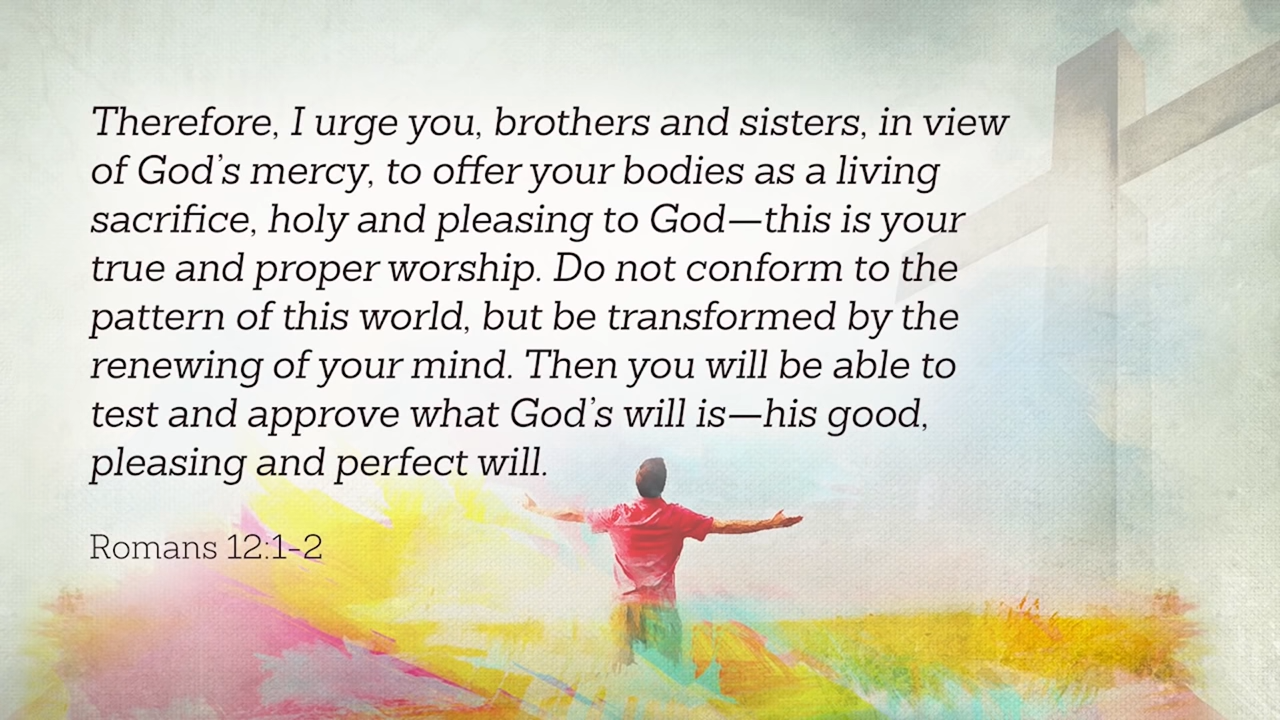 Therefore, I urge you, brothers and sisters, in view
of God’s mercy, to offer your bodies as a living
sacrifice, holy and pleasing to God—this is your
true and proper worship. Do not conform to the
pattern of this world, but be transformed by the
renewing of your mind. Then you will be able to
test and approve what God’s will is—his good,
pleasing and perfect will.
Romans 12:1-2